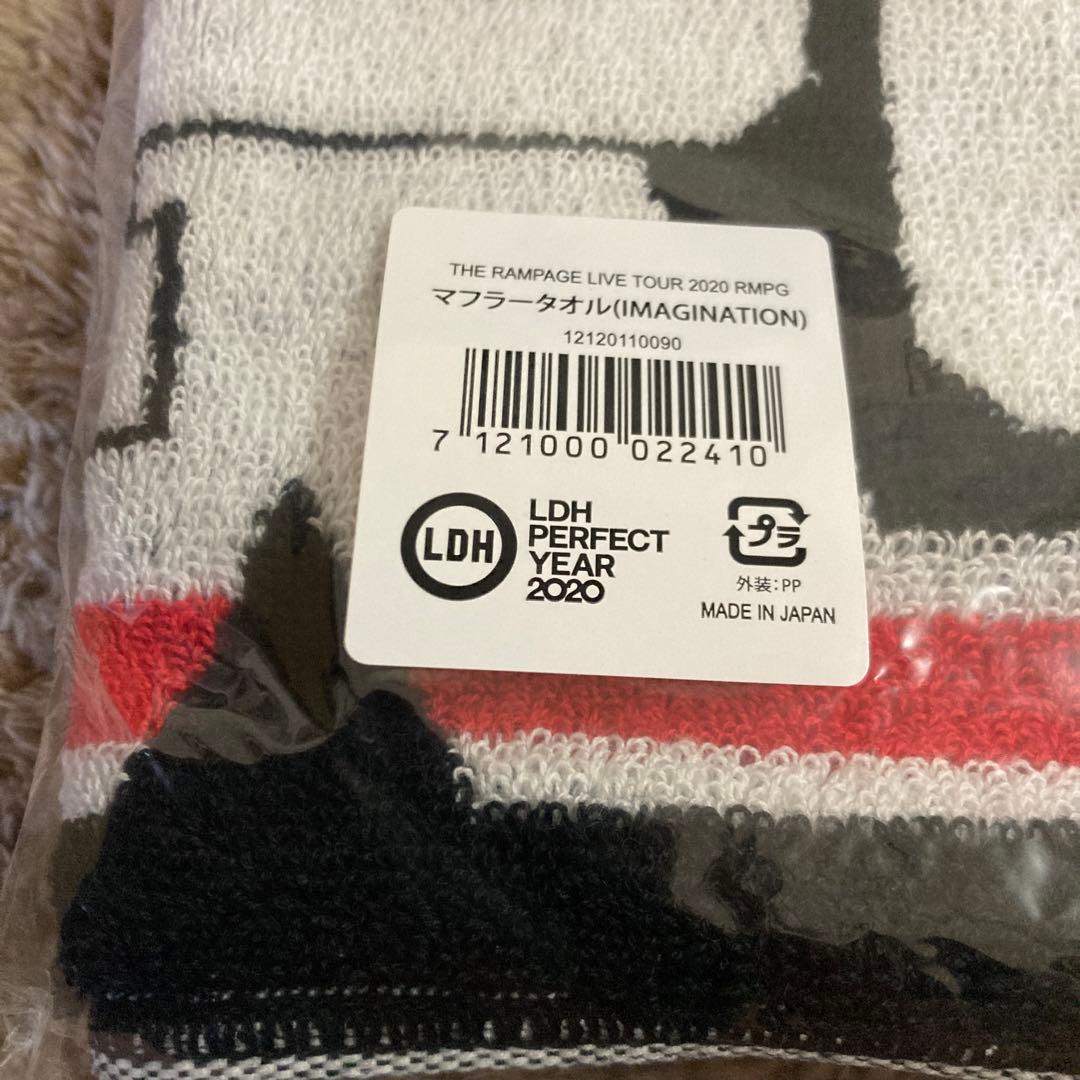 THE RAMPAGE LIVE TOUR 2020 RMPG
マフラータオル(IMAGINATION)
12120110090
7 121000 022410
LDH
LDH
PERFECT
YEAR
2020
プラ
外装:PP
MADE IN JAPAN